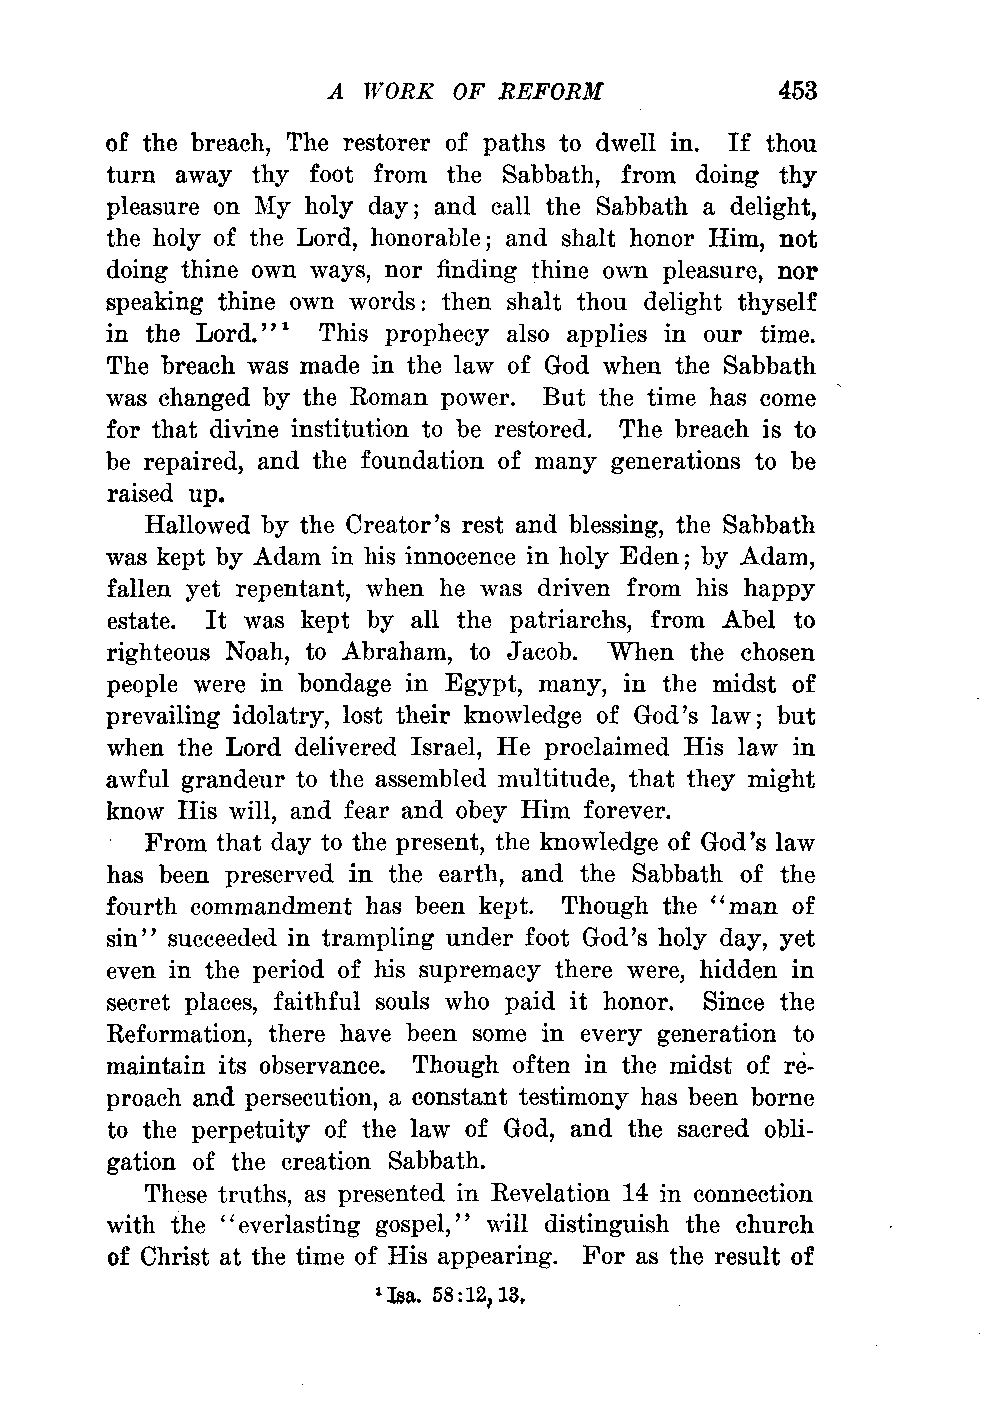 A WORK OF REFORM 453
of the breach, The restorer of paths to dwell in. If thou
turn away thy foot from the Sabbath, from doing thy
pleasure on My holy day; and call the Sabbath a delight,
the holy of the Lord, honorable; and shalt honor Him, not
doing thine own ways, nor finding thine own pleasure, nor
speaking thine own words: then shalt thou delight thyself
in the Lord.''¹ This prophecy also applies in our time.
The breach was made in the law of God when the Sabbath
was changed by the Roman power. But the time has come
for that divine institution to be restored. The breach is to
be repaired, and the foundation of many generations to be
raised up.
Hallowed by the Creator's rest and blessing, the Sabbath
was kept by Adam in his innocence in holy Eden; by Adam,
fallen yet repentant, when he was driven from his happy
estate. It was kept by all the patriarchs, from Abel to
righteous Noah, to Abraham, to Jacob. When the chosen
people were in bondage in Egypt, many, in the midst of
prevailing idolatry, lost their knowledge of God's law; but
when the Lord delivered Israel, He proclaimed His law in
awful grandeur to the assembled multitude, that they might
know His will, and fear and obey Him forever.
From that day to the present, the knowledge of God's law
has been preserved in the earth, and the Sabbath of the
fourth commandment has been kept. Though the ''man of
sin'' succeeded in trampling under foot God's holy day, yet
even in the period of his supremacy there were, hidden in
secret places, faithful souls who paid it honor. Since the
Reformation, there have been some in every generation to
maintain its observance. Though often in the midst of re-
proach and persecution, a constant testimony has been borne
to the perpetuity of the law of God, and the sacred obli-
gation of the creation Sabbath.
These truths, as presented in Revelation 14 in connection
with the ''everlasting gospel,'' will distinguish the church
of Christ at the time of His appearing. For as the result of
¹ Isa. 58:12, 13.